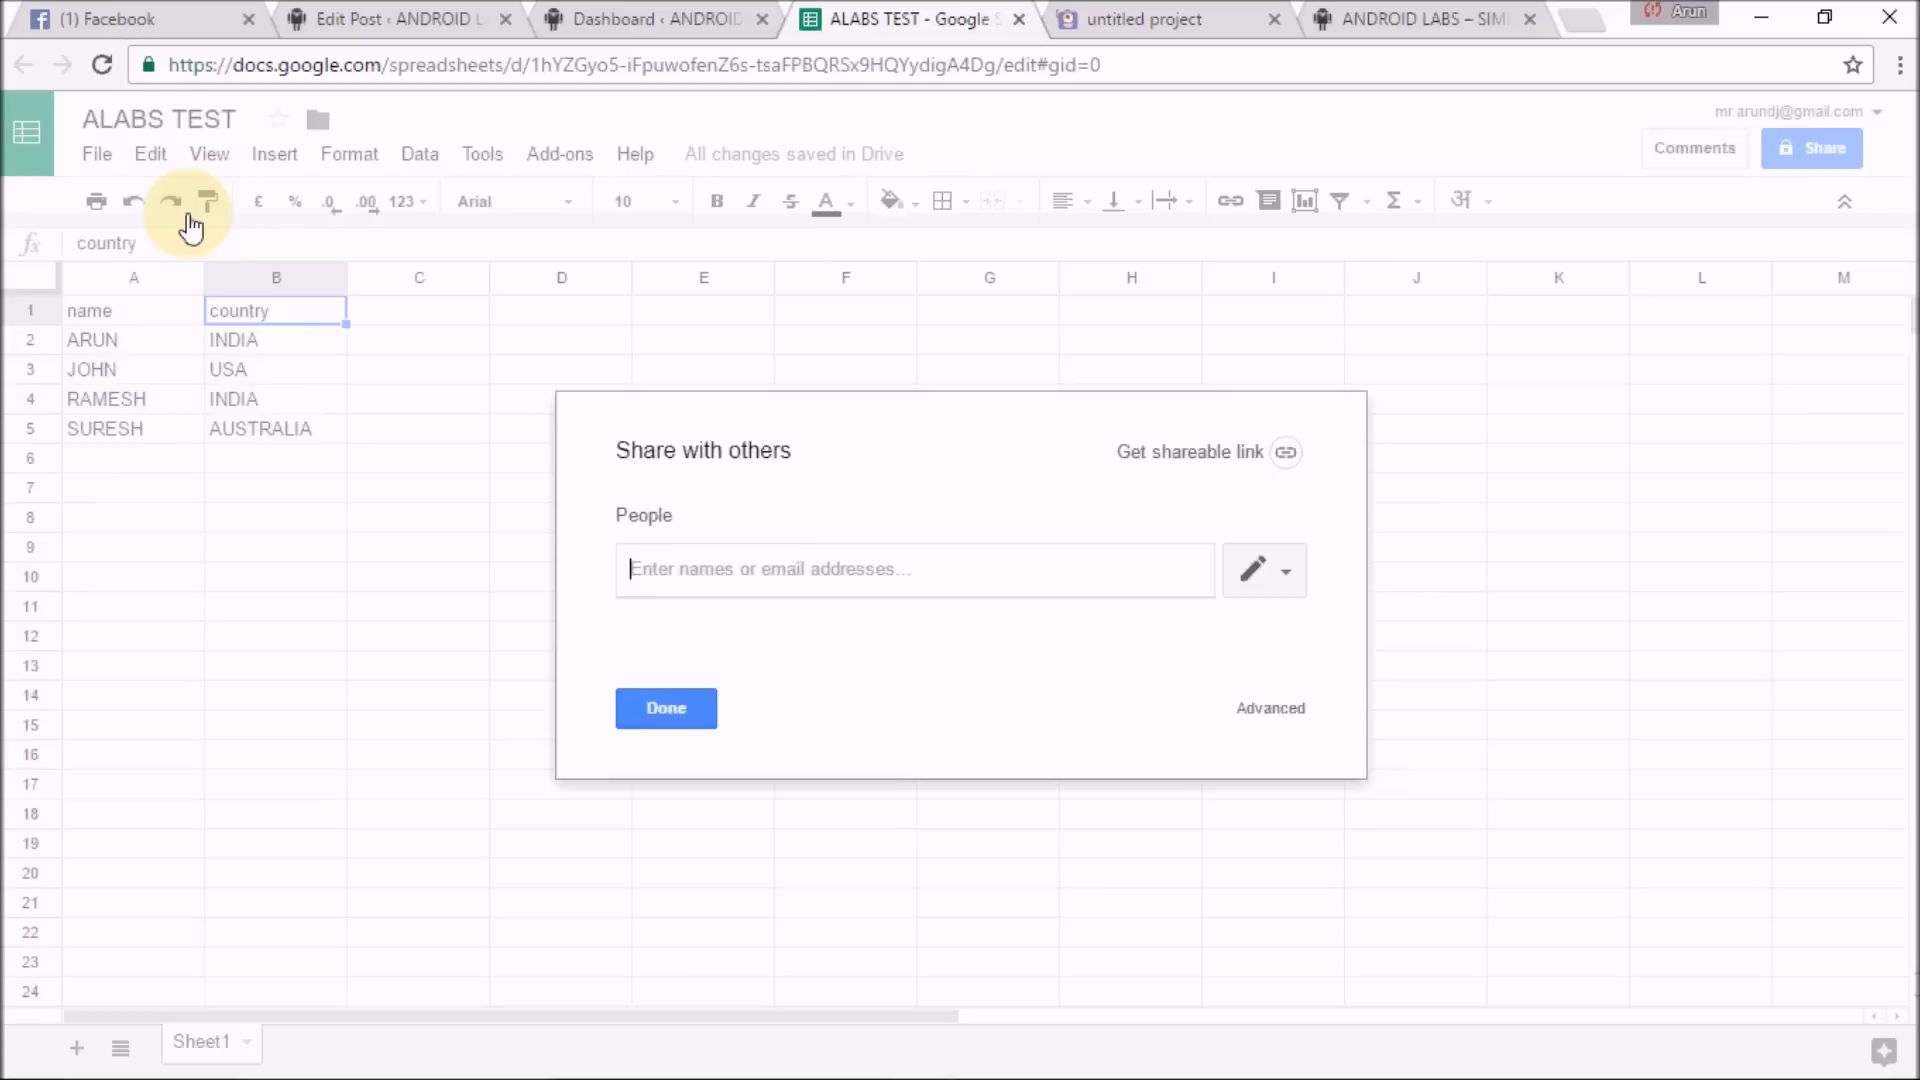 (1) Facebook
Edit Post ‹ ANDROID L
Dashboard ‹ ANDROID
ALABS TEST - Google S
untitled project
ANDROID LABS – SIM
Arun
https://docs.google.com/spreadsheets/d/1hYZGyo5-iFpuwofenZ6s-tsaFPBQRSx9HQYydigA4Dg/edit#gid=0
ALABS TEST
mr.arundj@gmail.com
File Edit View Insert Format Data Tools Add-ons Help All changes saved in Drive
Comments
Share
£ % .0 .00 123 Arial 10 B I S A Σ अ
fx country
A B C D E F G H I J K L M
1 name country
2 ARUN INDIA
3 JOHN USA
4 RAMESH INDIA
5 SURESH AUSTRALIA
6
7
8
9
10
11
12
13
14
15
16
17
18
19
20
21
22
23
24
Share with others
Get shareable link
People
Enter names or email addresses...
Done
Advanced
Sheet1